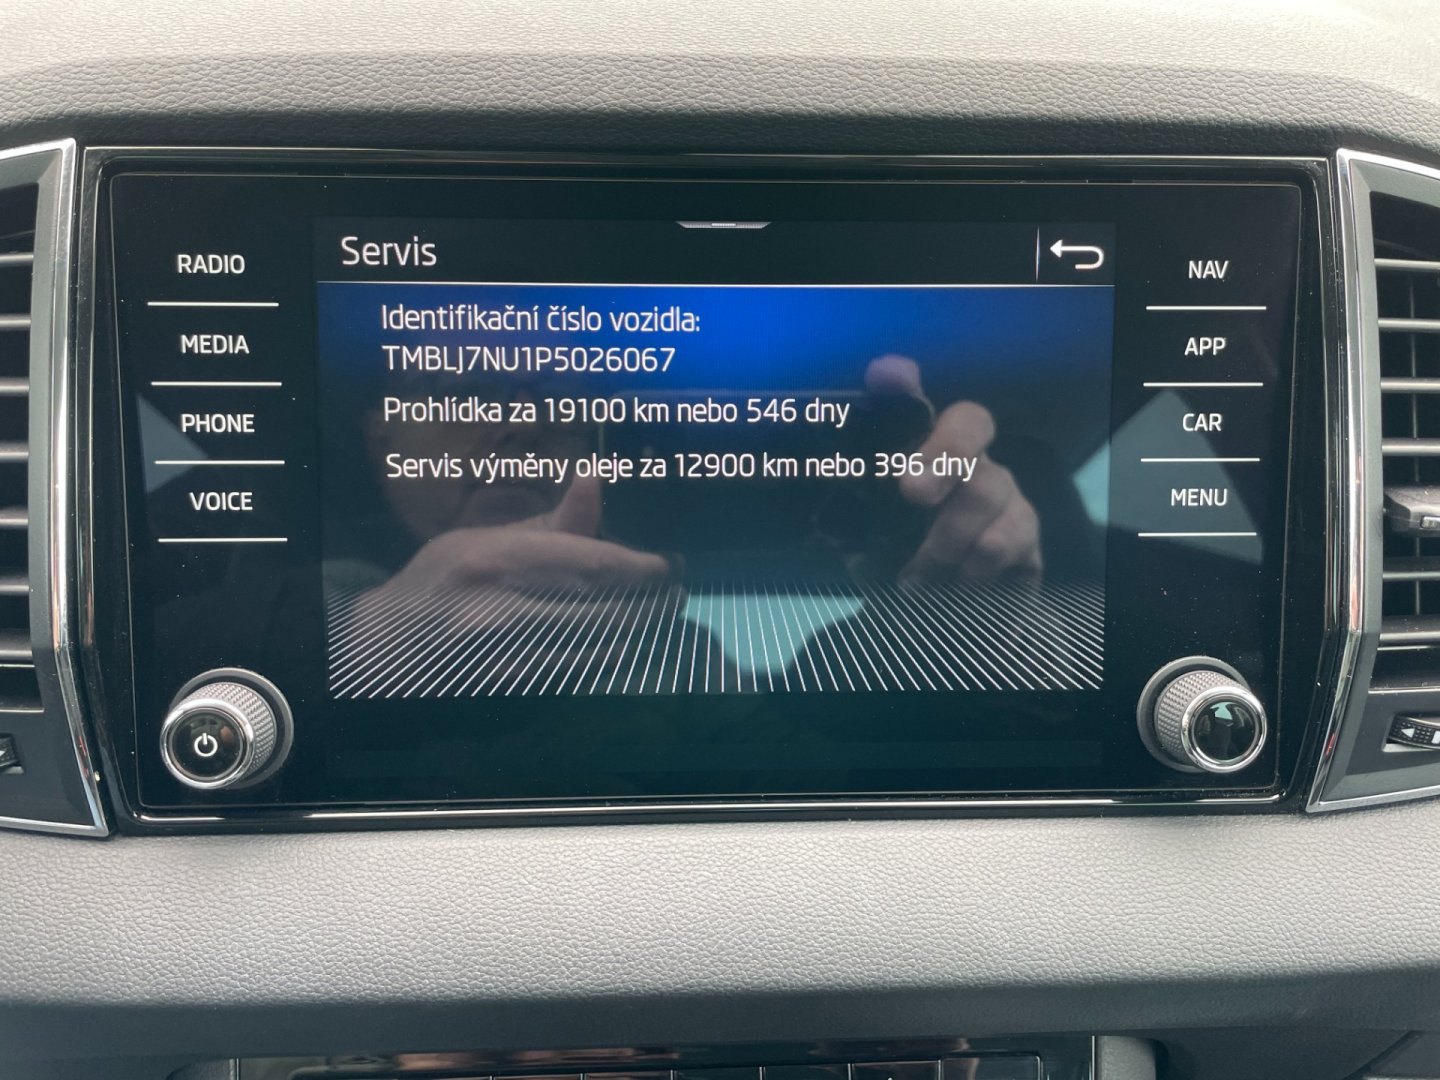 Servis
RADIO
MEDIA
PHONE
VOICE
Identifikační číslo vozidla:
TMBLJ7NU1P5026067
Prohlídka za 19100 km nebo 546 dny
Servis výměny oleje za 12900 km nebo 396 dny
NAV
APP
CAR
MENU